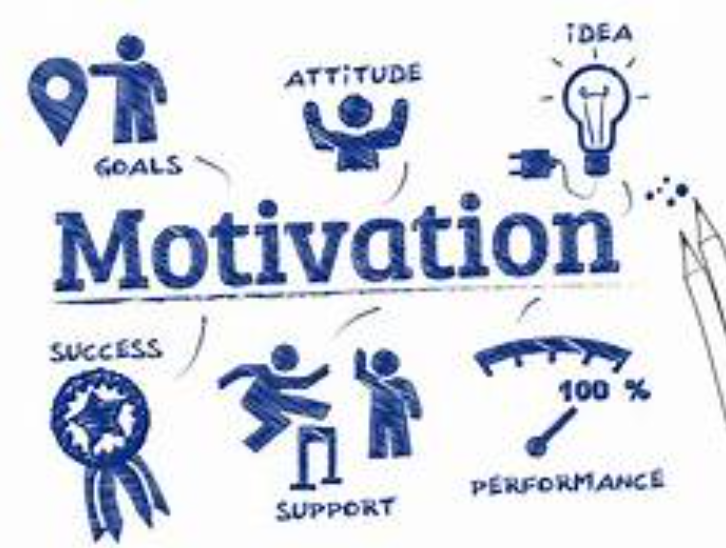 iDEA
ATTiTUDE
GOALS
Motivation
SUCCESS
100 %
PERFORMANCE
SUPPORT